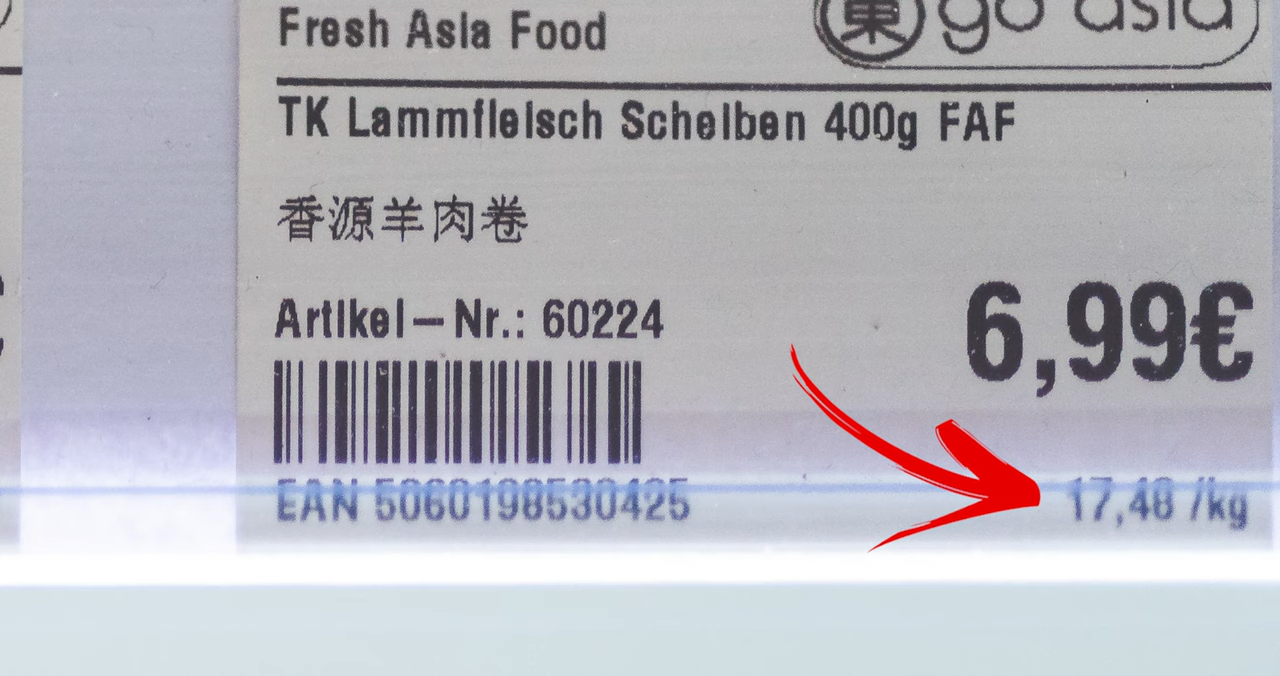 Fresh Asia Food
東 go asia
TK Lammfleisch Scheiben 400g FAF
香源羊肉卷
Artikel-Nr.: 60224
6,99€
EAN 5060198530425
17,48 /kg